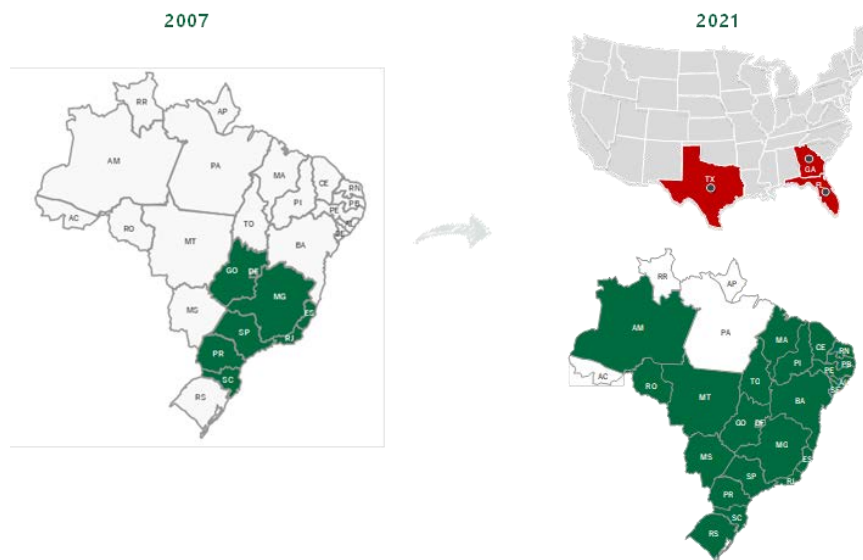 2007
RR
AP
AM
PA
MA
CE
RN
PB
PE
PI
AC
RO
TO
BA
MT
GO
DF
MG
MS
ES
SP
RJ
PR
SC
RS
2021
TX
GA
FL
RR
AP
AM
PA
MA
CE
RN
PB
PE
PI
AC
RO
TO
BA
MT
GO
DF
MG
MS
ES
SP
RJ
PR
SC
RS